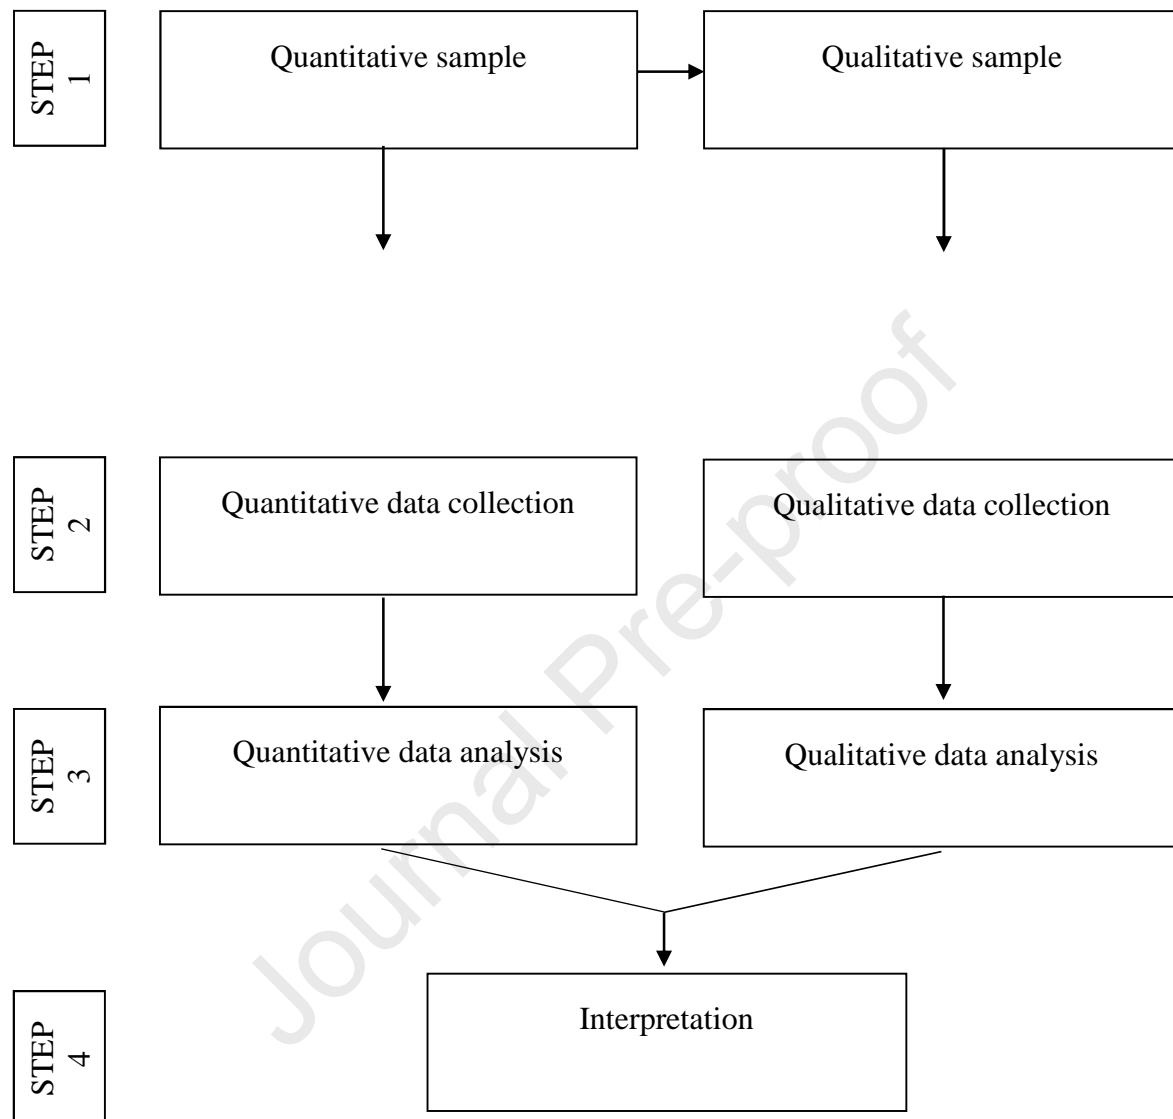 STEP
1
Quantitative sample
Qualitative sample
STEP
2
Quantitative data collection
Qualitative data collection
STEP
3
Quantitative data analysis
Qualitative data analysis
STEP
4
Interpretation
Journal Pre-proof